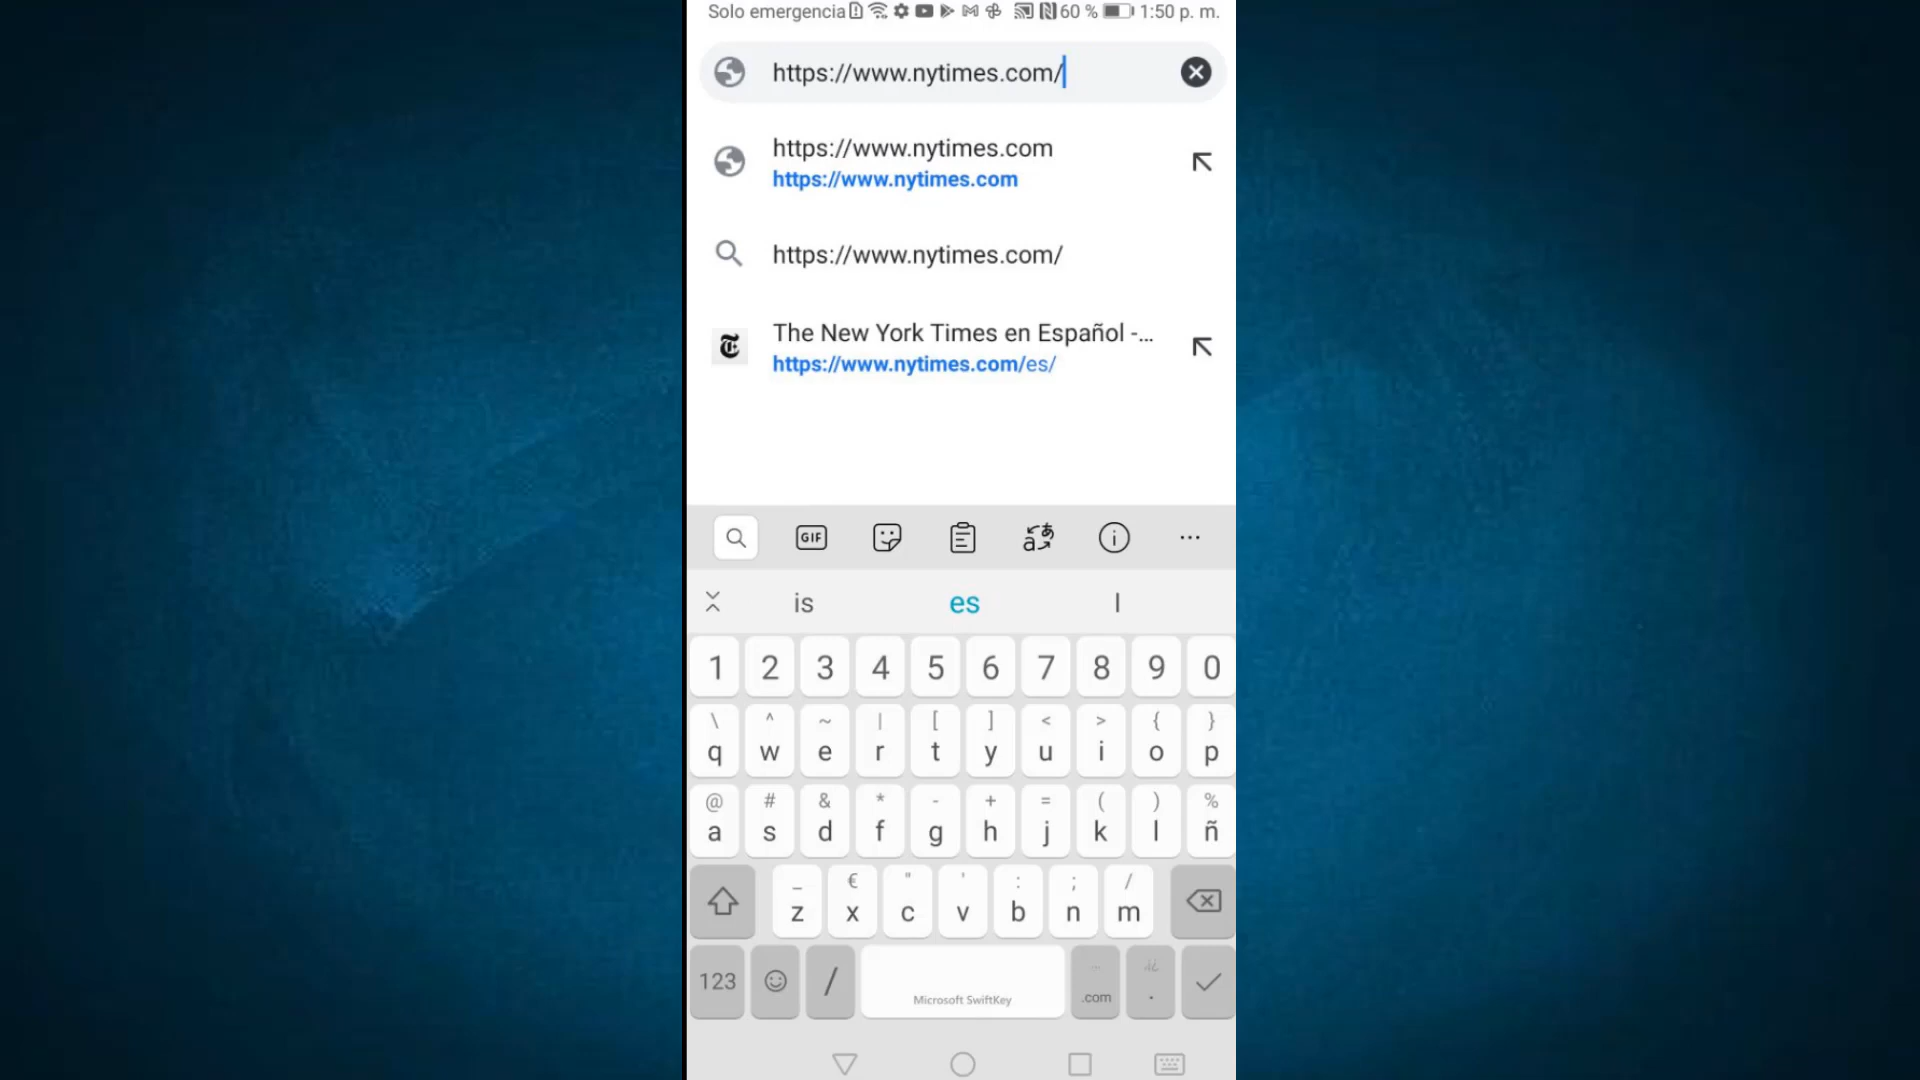 Solo emergencia 60 % 1:50 p. m.
https://www.nytimes.com/
https://www.nytimes.com
https://www.nytimes.com
https://www.nytimes.com/
The New York Times en Español -...
https://www.nytimes.com/es/
GIF
is es l
1 2 3 4 5 6 7 8 9 0
\ ^ ~ | [ ] < > { }
q w e r t y u i o p
@ # & * - + = ( ) %
a s d f g h j k l ñ
_ € " ' : ; /
z x c v b n m
123 / Microsoft SwiftKey .com .